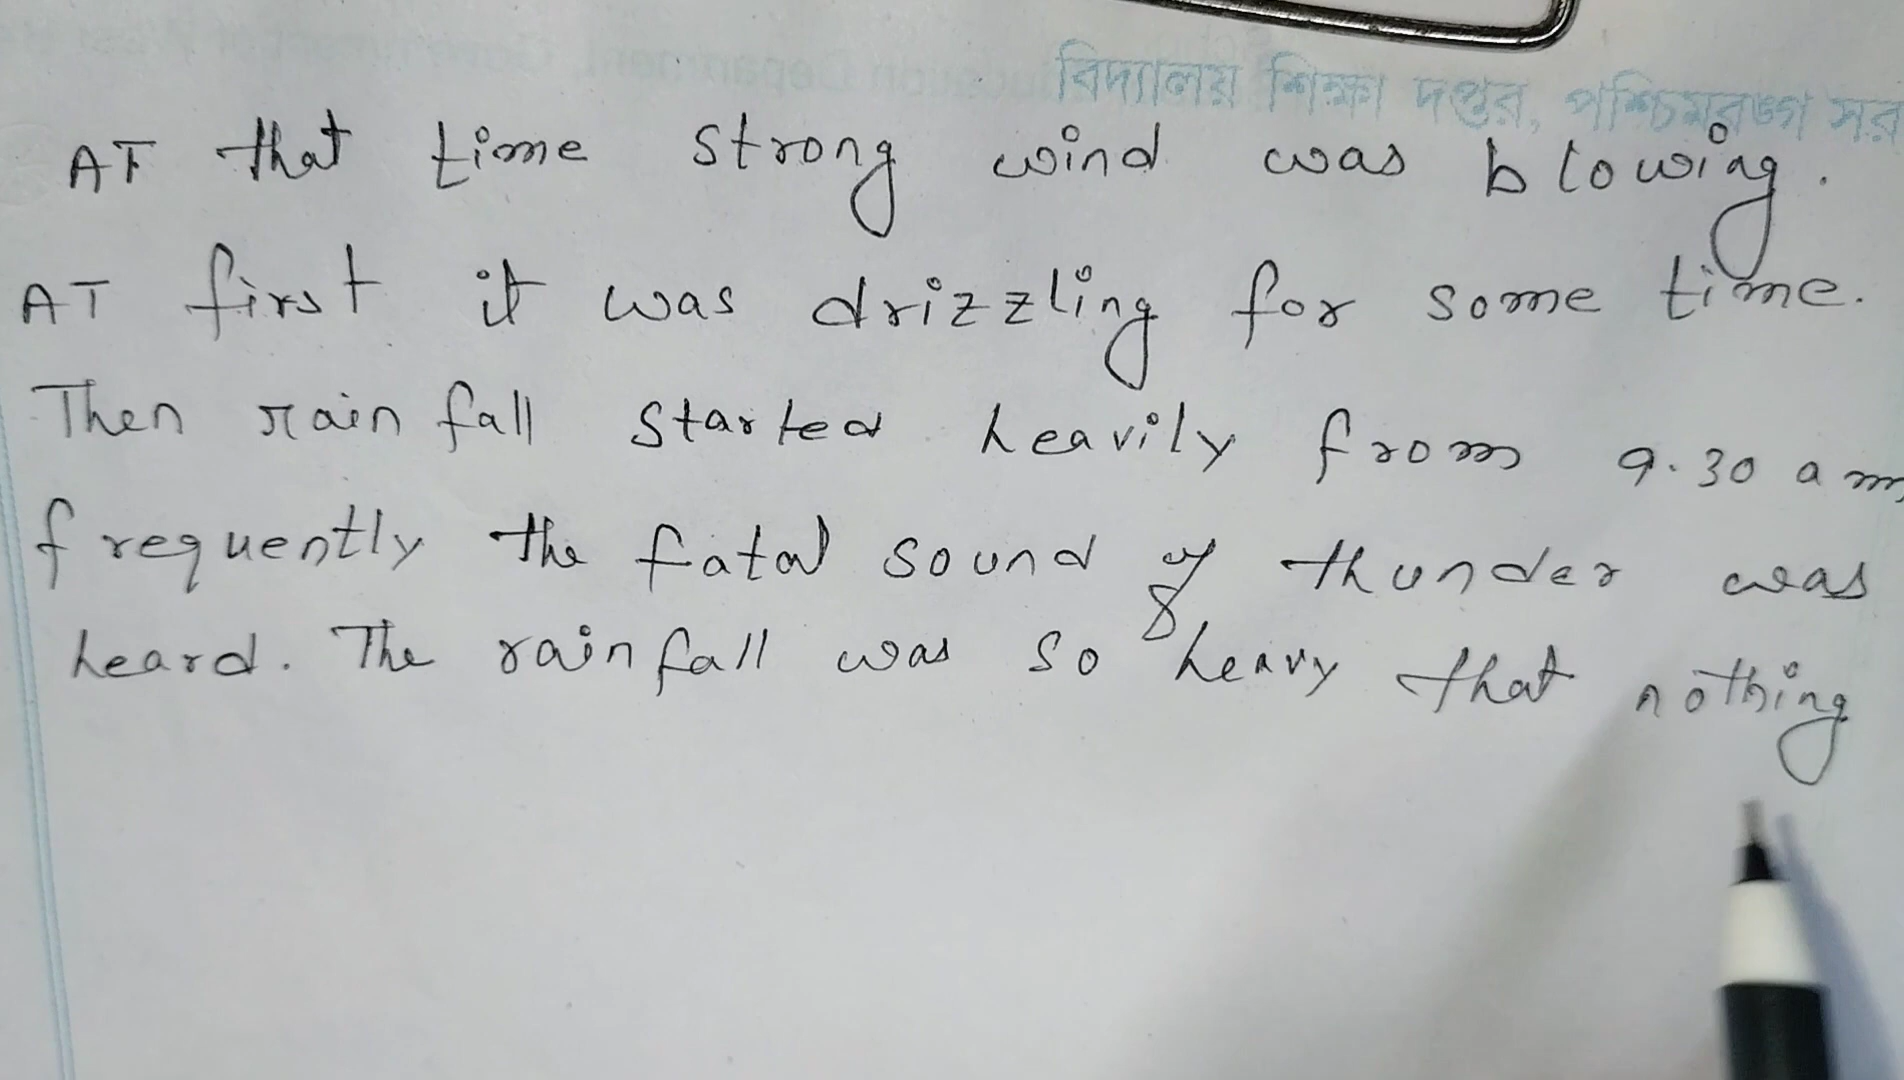 বিদ্যালয় শিক্ষা দপ্তর, পশ্চিমবঙ্গ সর
AT that time strong wind was blowing.
AT first it was drizzling for some time.
Then rain fall started heavily from 9.30 am
frequently the fatal sound of thunder was
heard. The rain fall was so heavy that nothing